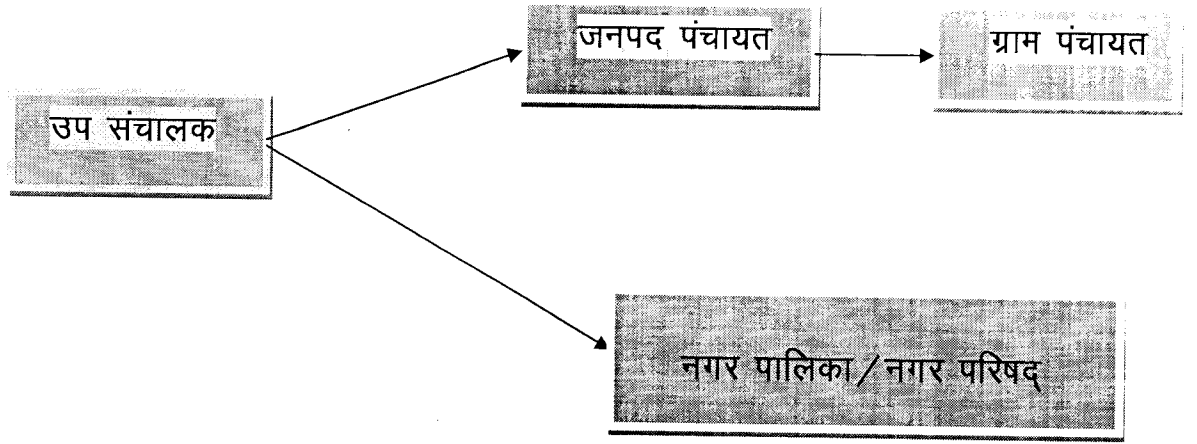 जनपद पंचायत
ग्राम पंचायत
उप संचालक
नगर पालिका/नगर परिषद्